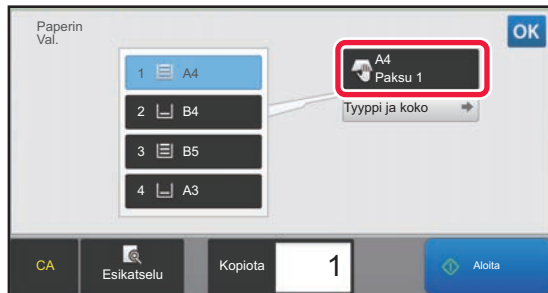 Paperin
Val.
OK
1 A4
2 B4
3 B5
4 A3
A4
Paksu 1
Tyyppi ja koko
CA
Esikatselu
Kopiota
1
Aloita